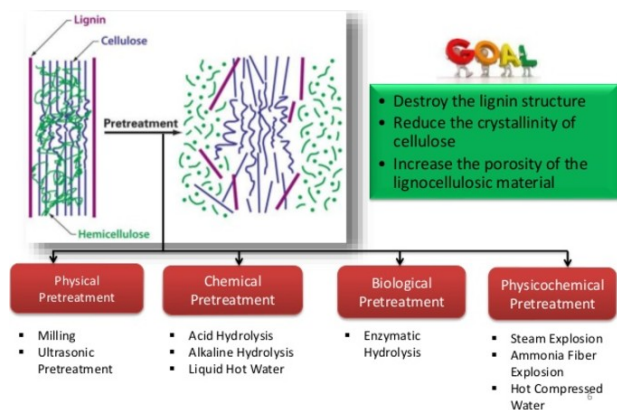 Lignin
Cellulose
Pretreatment
Hemicellulose
GOAL
• Destroy the lignin structure
• Reduce the crystallinity of
cellulose
• Increase the porosity of the
lignocellulosic material
Physical
Pretreatment
▪ Milling
▪ Ultrasonic
Pretreatment
Chemical
Pretreatment
▪ Acid Hydrolysis
▪ Alkaline Hydrolysis
▪ Liquid Hot Water
Biological
Pretreatment
▪ Enzymatic
Hydrolysis
Physicochemical
Pretreatment
▪ Steam Explosion
▪ Ammonia Fiber
Explosion
▪ Hot Compressed
Water
6